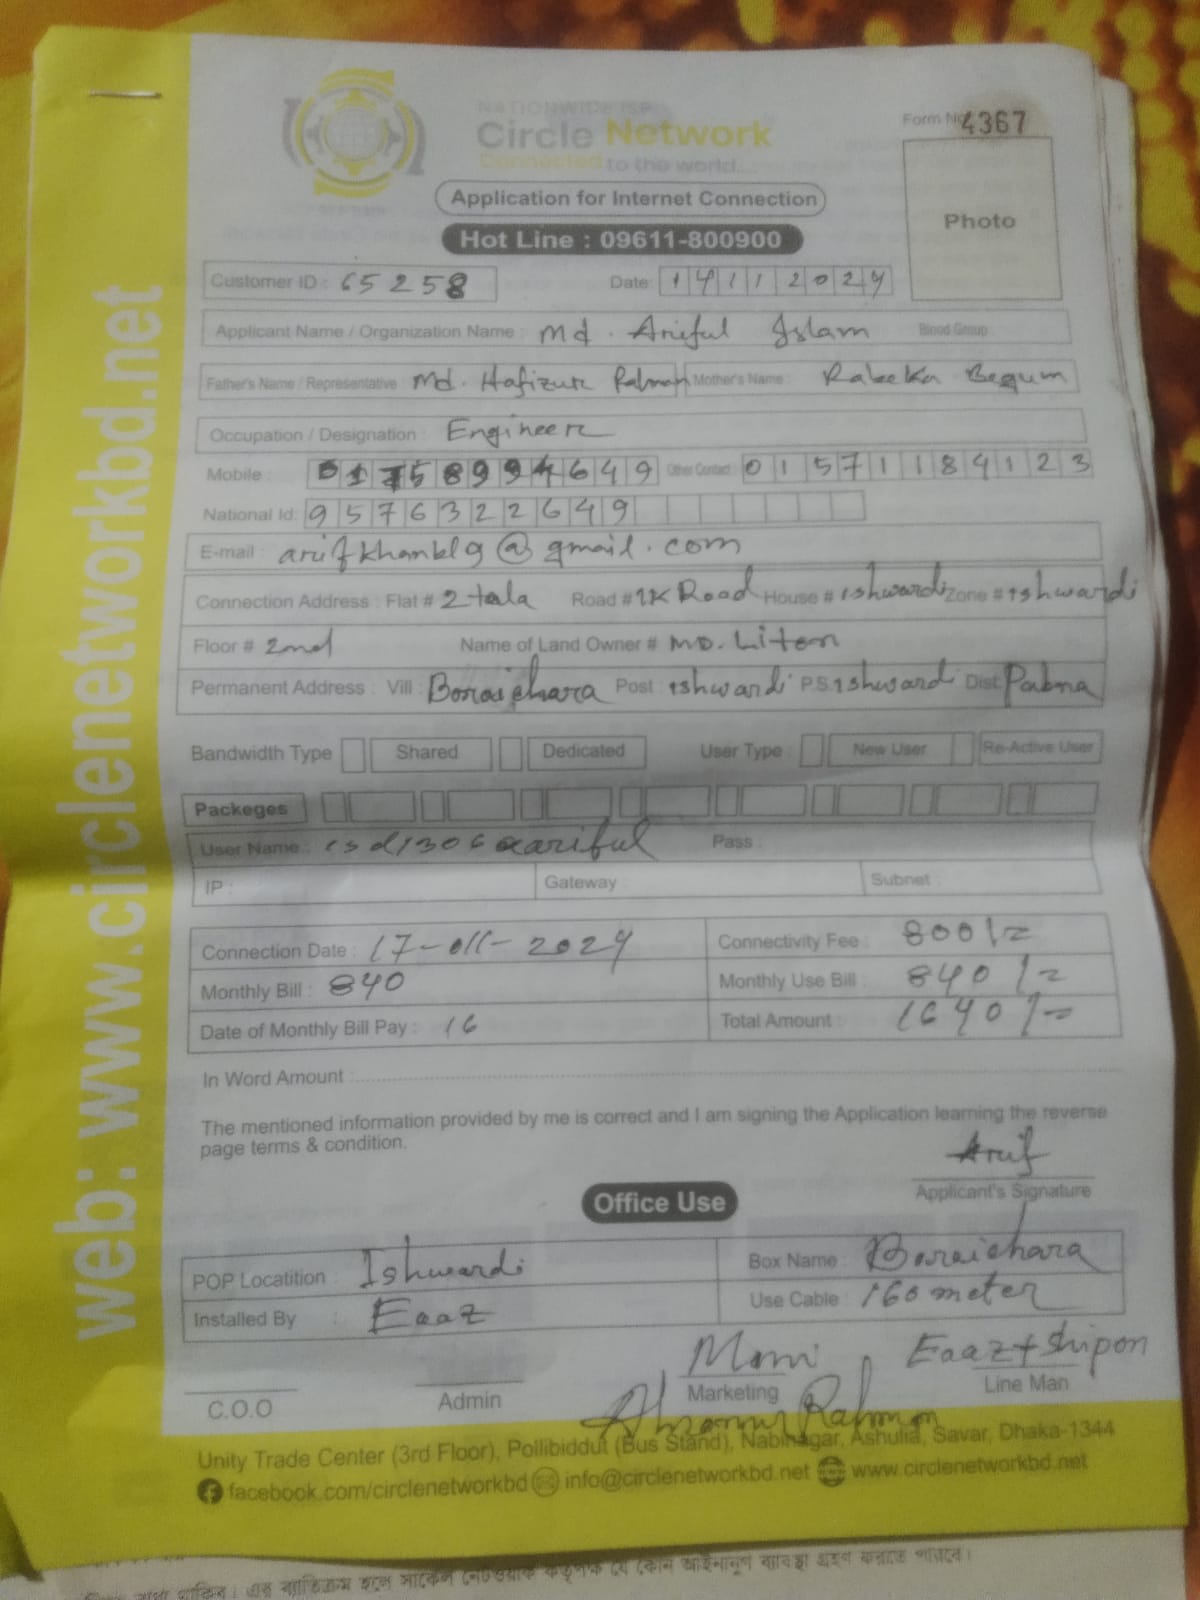 web: www.circlenetworkbd.net
NATIONWIDE ISP
Circle Network
Connected to the world...
Form No 4367
Application for Internet Connection
Photo
Hot Line : 09611-800900
Customer ID : 65258
Date: 14112024
Applicant Name / Organization Name : Md. Ariful Islam Blood Group
Father's Name / Representative Md. Hafizur Rahman Mother's Name : Rabeka Begum
Occupation / Designation : Engineer
Mobile : 01758994649 Other Contact : 01571184123
National Id: 9576322649
E-mail : arifkhanblg@gmail.com
Connection Address : Flat # 2 tala Road # IK Road House # ishwardi Zone # ishwardi
Floor # 2nd Name of Land Owner # MD. Liton
Permanent Address : Vill : Boraichara Post : ishwardi P.S ishwardi Dist: Pabna
Bandwidth Type Shared Dedicated User Type : New User Re-Active User
Packeges
User Name : Pass :
IP : Gateway : Subnet :
Connection Date : 17-011-2024 Connectivity Fee : 800/=
Monthly Bill : 840 Monthly Use Bill : 840/=
Date of Monthly Bill Pay : 16 Total Amount : 1640/=
In Word Amount :
The mentioned information provided by me is correct and I am signing the Application learning the reverse
page terms & condition.
Arif
Applicant's Signature
Office Use
POP Locatition : Ishwardi Box Name : Boraichara
Installed By : Eaaz Use Cable : 160 meter
Moni Eaaz + Shipon
C.O.O Admin Marketing Line Man
Rahman
Unity Trade Center (3rd Floor), Pollibiddut (Bus Stand), Nabinagar, Ashulia, Savar, Dhaka-1344
facebook.com/circlenetworkbd info@circlenetworkbd.net www.circlenetworkbd.net